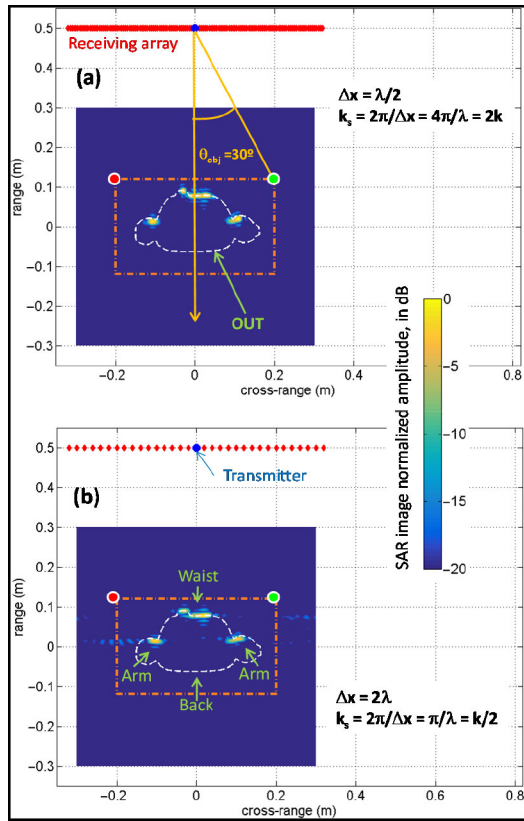 Receiving array
(a)
Δx = λ/2
k_s = 2π/Δx = 4π/λ = 2k
θ_obj =30º
OUT
range (m)
0.5
0.4
0.3
0.2
0.1
0
-0.1
-0.2
-0.3
-0.2 0 0.2 0.4 0.6 0.8
cross-range (m)
SAR image normalized amplitude, in dB
0
-5
-10
-15
-20
(b)
Transmitter
Waist
Arm
Arm
Back
Δx = 2λ
k_s = 2π/Δx = π/λ = k/2
range (m)
0.5
0.4
0.3
0.2
0.1
0
-0.1
-0.2
-0.3
-0.2 0 0.2 0.4 0.6 0.8
cross-range (m)